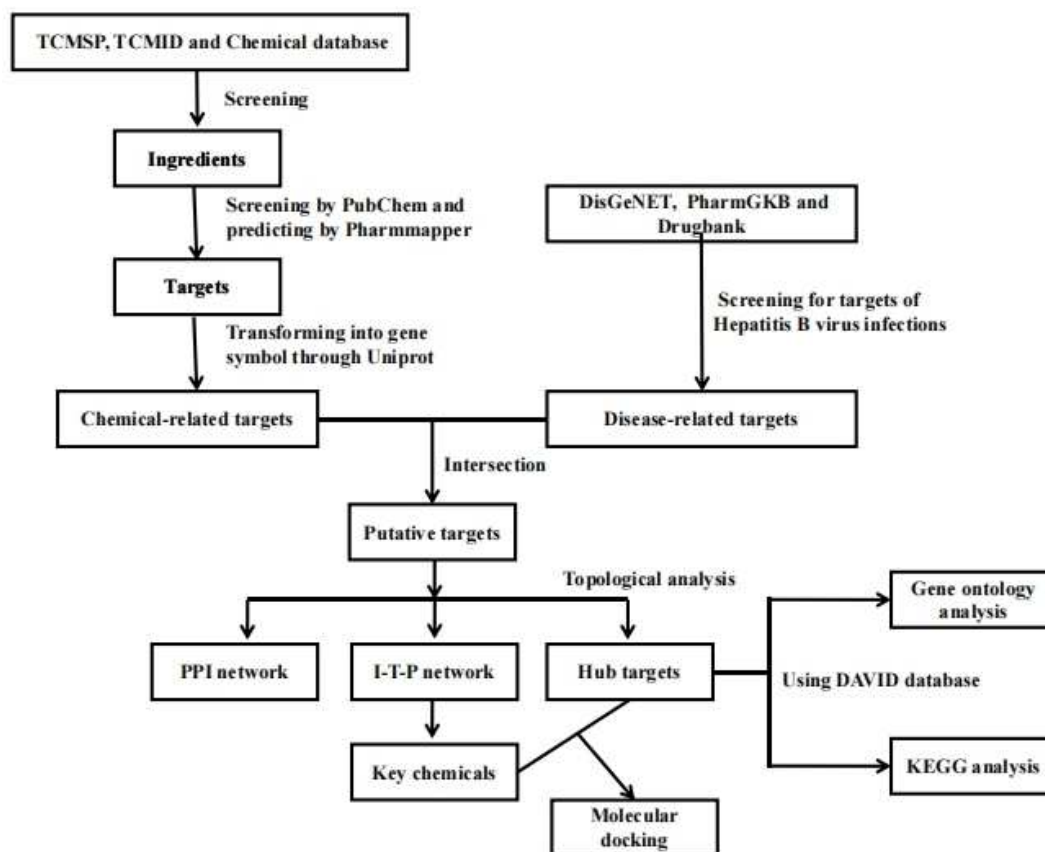 TCMSP, TCMID and Chemical database
Screening
Ingredients
Screening by PubChem and
predicting by Pharmmapper
DisGeNET, PharmGKB and
Drugbank
Targets
Screening for targets of
Hepatitis B virus infections
Transforming into gene
symbol through Uniprot
Chemical-related targets
Disease-related targets
Intersection
Putative targets
Topological analysis
Gene ontology
analysis
PPI network
I-T-P network
Hub targets
Using DAVID database
Key chemicals
KEGG analysis
Molecular
docking